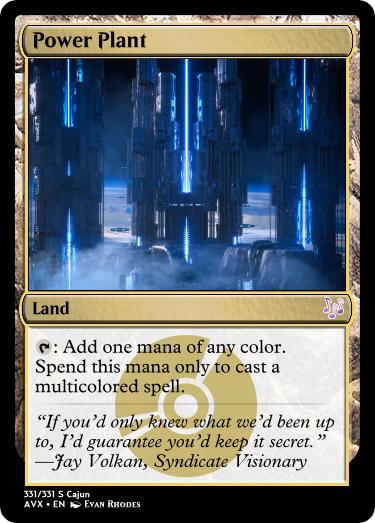 Power Plant
Land
: Add one mana of any color.
Spend this mana only to cast a
multicolored spell.
“If you’d only knew what we’d been up
to, I’d guarantee you’d keep it secret.”
—Jay Volkan, Syndicate Visionary
331/331 S Cajun
AVX • EN Evan Rhodes